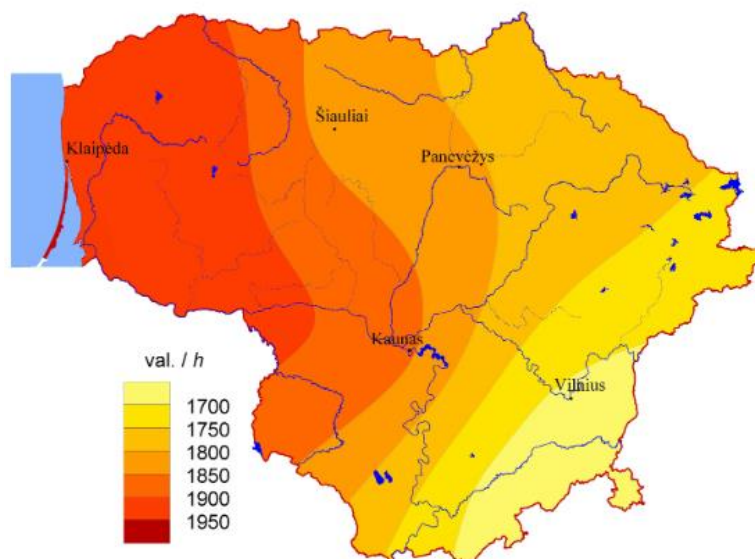 Šiauliai
Klaipėda
Panevėžys
Kaunas
val. / h
Vilnius
1700
1750
1800
1850
1900
1950